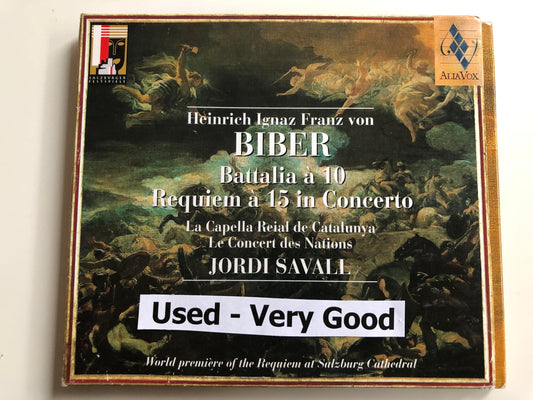 SALZBURGER
FESTSPIELE
ALIAVOX
Heinrich Ignaz Franz von
BIBER
Battalia à 10
Requiem à 15 in Concerto
La Capella Reial de Catalunya
Le Concert des Nations
JORDI SAVALL
Used - Very Good
World première of the Requiem at Salzburg Cathedral